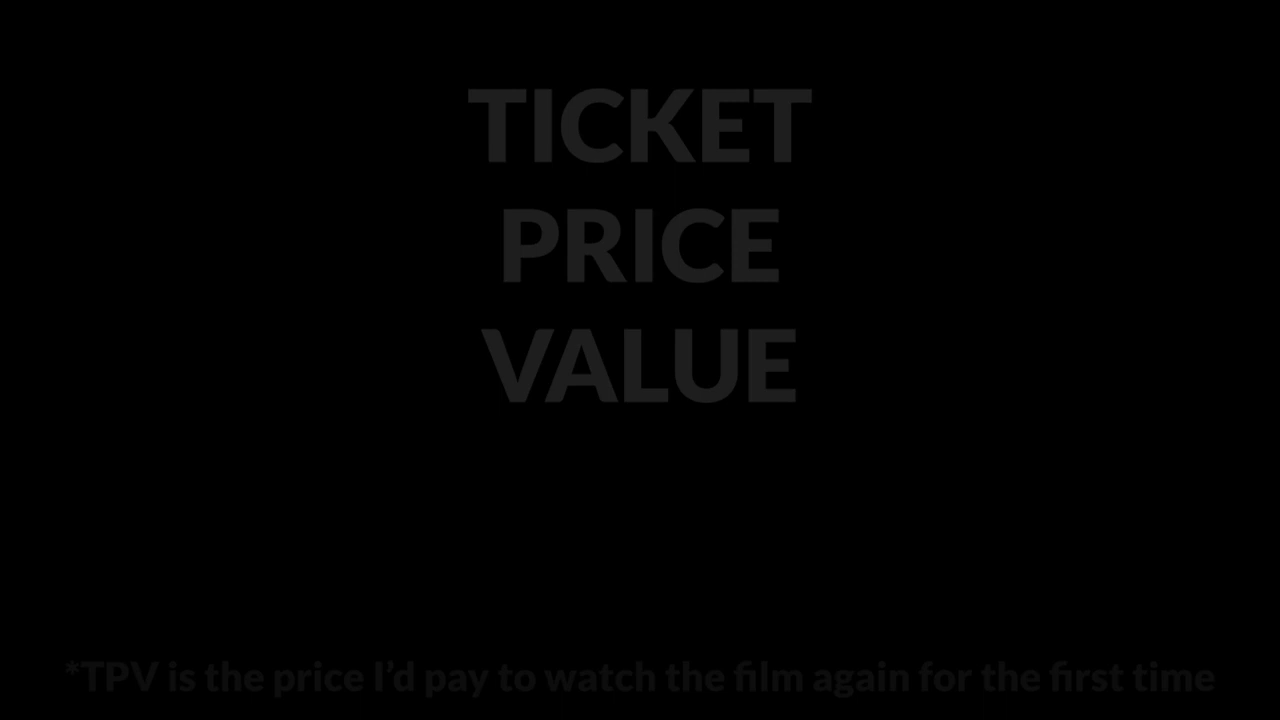 TICKET
PRICE
VALUE
*TPV is the price I’d pay to watch the film again for the first time